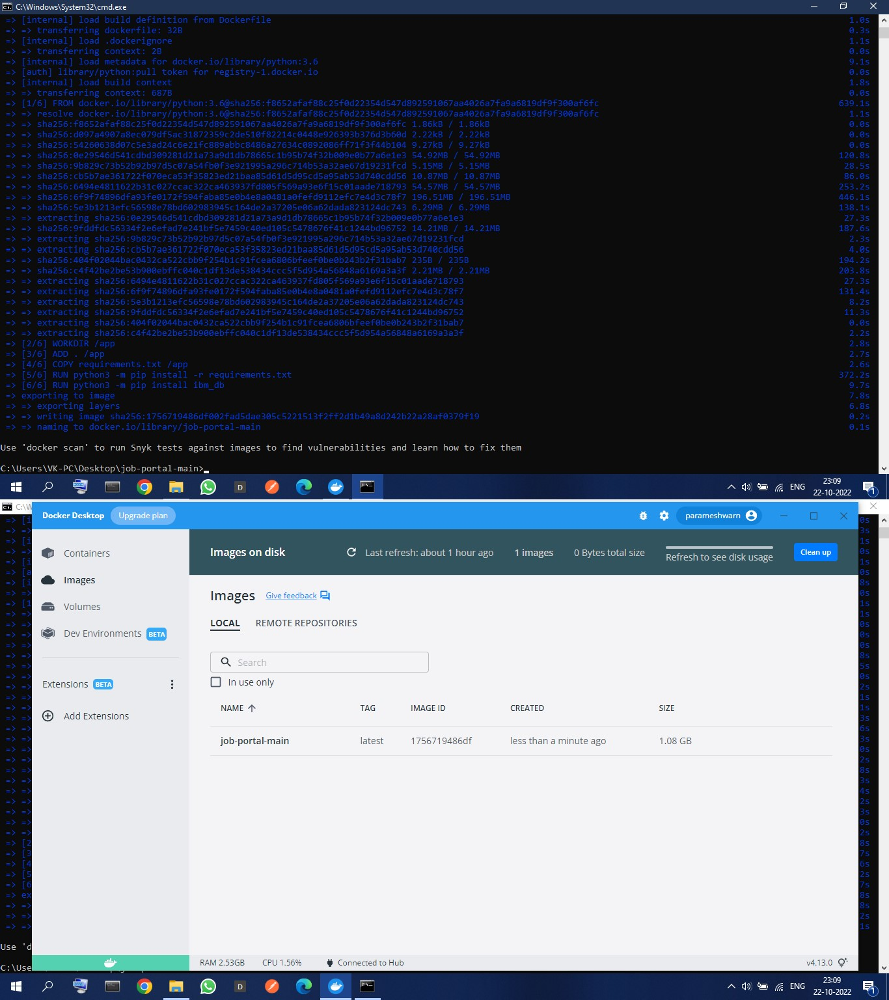 C:\Windows\System32\cmd.exe
=> [internal] load build definition from Dockerfile 1.0s
=> => transferring dockerfile: 32B 0.3s
=> [internal] load .dockerignore 1.1s
=> => transferring context: 2B 0.0s
=> [internal] load metadata for docker.io/library/python:3.6 9.1s
=> [auth] library/python:pull token for registry-1.docker.io 0.0s
=> [internal] load build context 1.8s
=> => transferring context: 687B 0.0s
=> [1/6] FROM docker.io/library/python:3.6@sha256:f8652afaf88c25f0d22354d547d892591067aa4026a7fa9a6819df9f300af6fc 639.1s
=> => resolve docker.io/library/python:3.6@sha256:f8652afaf88c25f0d22354d547d892591067aa4026a7fa9a6819df9f300af6fc 1.1s
=> => sha256:f8652afaf88c25f0d22354d547d892591067aa4026a7fa9a6819df9f300af6fc 1.86kB / 1.86kB 0.0s
=> => sha256:d097a4907a8ec079df5ac31872359c2de510f82214c0448e926393b376d3b60d 2.22kB / 2.22kB 0.0s
=> => sha256:54260638d07c5e3ad24c6e21fc889abbc8486a27634c0892086ff71f3f44b104 9.27kB / 9.27kB 0.0s
=> => sha256:0e29546d541cdbd309281d21a73a9d1db78665c1b95b74f32b009e0b77a6e1e3 54.92MB / 54.92MB 120.8s
=> => sha256:9b829c73b52b92b97d5c07a54fb0f3e921995a296c714b53a32ae67d19231fcd 5.15MB / 5.15MB 28.5s
=> => sha256:cb5b7ae361722f070eca53f35823ed21baa85d61d5d95cd5a95ab53d740cdd56 10.87MB / 10.87MB 86.0s
=> => sha256:6494e4811622b31c027ccac322ca463937fd805f569a93e6f15c01aade718793 54.57MB / 54.57MB 253.2s
=> => sha256:6f9f74896dfa93fe0172f594faba85e0b4e8a0481a0fefd9112efc7e4d3c78f7 196.51MB / 196.51MB 446.1s
=> => sha256:5e3b1213efc56598e78bd602983945c164de2a37205e06a62dada823124dc743 6.29MB / 6.29MB 138.1s
=> => extracting sha256:0e29546d541cdbd309281d21a73a9d1db78665c1b95b74f32b009e0b77a6e1e3 27.3s
=> => sha256:9fddfdc56334f2e6efad7e241bf5e7459c40ed105c5478676f41c1244bd96752 14.21MB / 14.21MB 187.6s
=> => extracting sha256:9b829c73b52b92b97d5c07a54fb0f3e921995a296c714b53a32ae67d19231fcd 2.3s
=> => extracting sha256:cb5b7ae361722f070eca53f35823ed21baa85d61d5d95cd5a95ab53d740cdd56 4.0s
=> => sha256:404f02044bac0432ca522cbb9f254b1c91fcea6806bfeef0be0b243b2f31bab7 235B / 235B 194.2s
=> => sha256:c4f42be2be53b900ebffc040c1df13de538434ccc5f5d954a56848a6169a3a3f 2.21MB / 2.21MB 203.8s
=> => extracting sha256:6494e4811622b31c027ccac322ca463937fd805f569a93e6f15c01aade718793 27.3s
=> => extracting sha256:6f9f74896dfa93fe0172f594faba85e0b4e8a0481a0fefd9112efc7e4d3c78f7 131.4s
=> => extracting sha256:5e3b1213efc56598e78bd602983945c164de2a37205e06a62dada823124dc743 8.2s
=> => extracting sha256:9fddfdc56334f2e6efad7e241bf5e7459c40ed105c5478676f41c1244bd96752 11.3s
=> => extracting sha256:404f02044bac0432ca522cbb9f254b1c91fcea6806bfeef0be0b243b2f31bab7 0.0s
=> => extracting sha256:c4f42be2be53b900ebffc040c1df13de538434ccc5f5d954a56848a6169a3a3f 2.2s
=> [2/6] WORKDIR /app 2.8s
=> [3/6] ADD . /app 2.7s
=> [4/6] COPY requirements.txt /app 2.6s
=> [5/6] RUN python3 -m pip install -r requirements.txt 372.2s
=> [6/6] RUN python3 -m pip install ibm_db 9.7s
=> exporting to image 7.8s
=> => exporting layers 6.8s
=> => writing image sha256:1756719486df002fad5dae305c5221513f2ff2d1b49a8d242b22a28af0379f19 0.2s
=> => naming to docker.io/library/job-portal-main 0.1s
Use 'docker scan' to run Snyk tests against images to find vulnerabilities and learn how to fix them
C:\Users\VK-PC\Desktop\job-portal-main>
ENG 23:09
22-10-2022
Docker Desktop Upgrade plan parameshwarn
Containers
Images
Volumes
Dev Environments BETA
Extensions BETA
Add Extensions
Images on disk Last refresh: about 1 hour ago 1 images 0 Bytes total size Refresh to see disk usage Clean up
Images Give feedback
LOCAL REMOTE REPOSITORIES
Search
In use only
NAME TAG IMAGE ID CREATED SIZE
job-portal-main latest 1756719486df less than a minute ago 1.08 GB
Use 'd
C:\Use
RAM 2.53GB CPU 1.56% Connected to Hub v4.13.0
ENG 23:09
22-10-2022